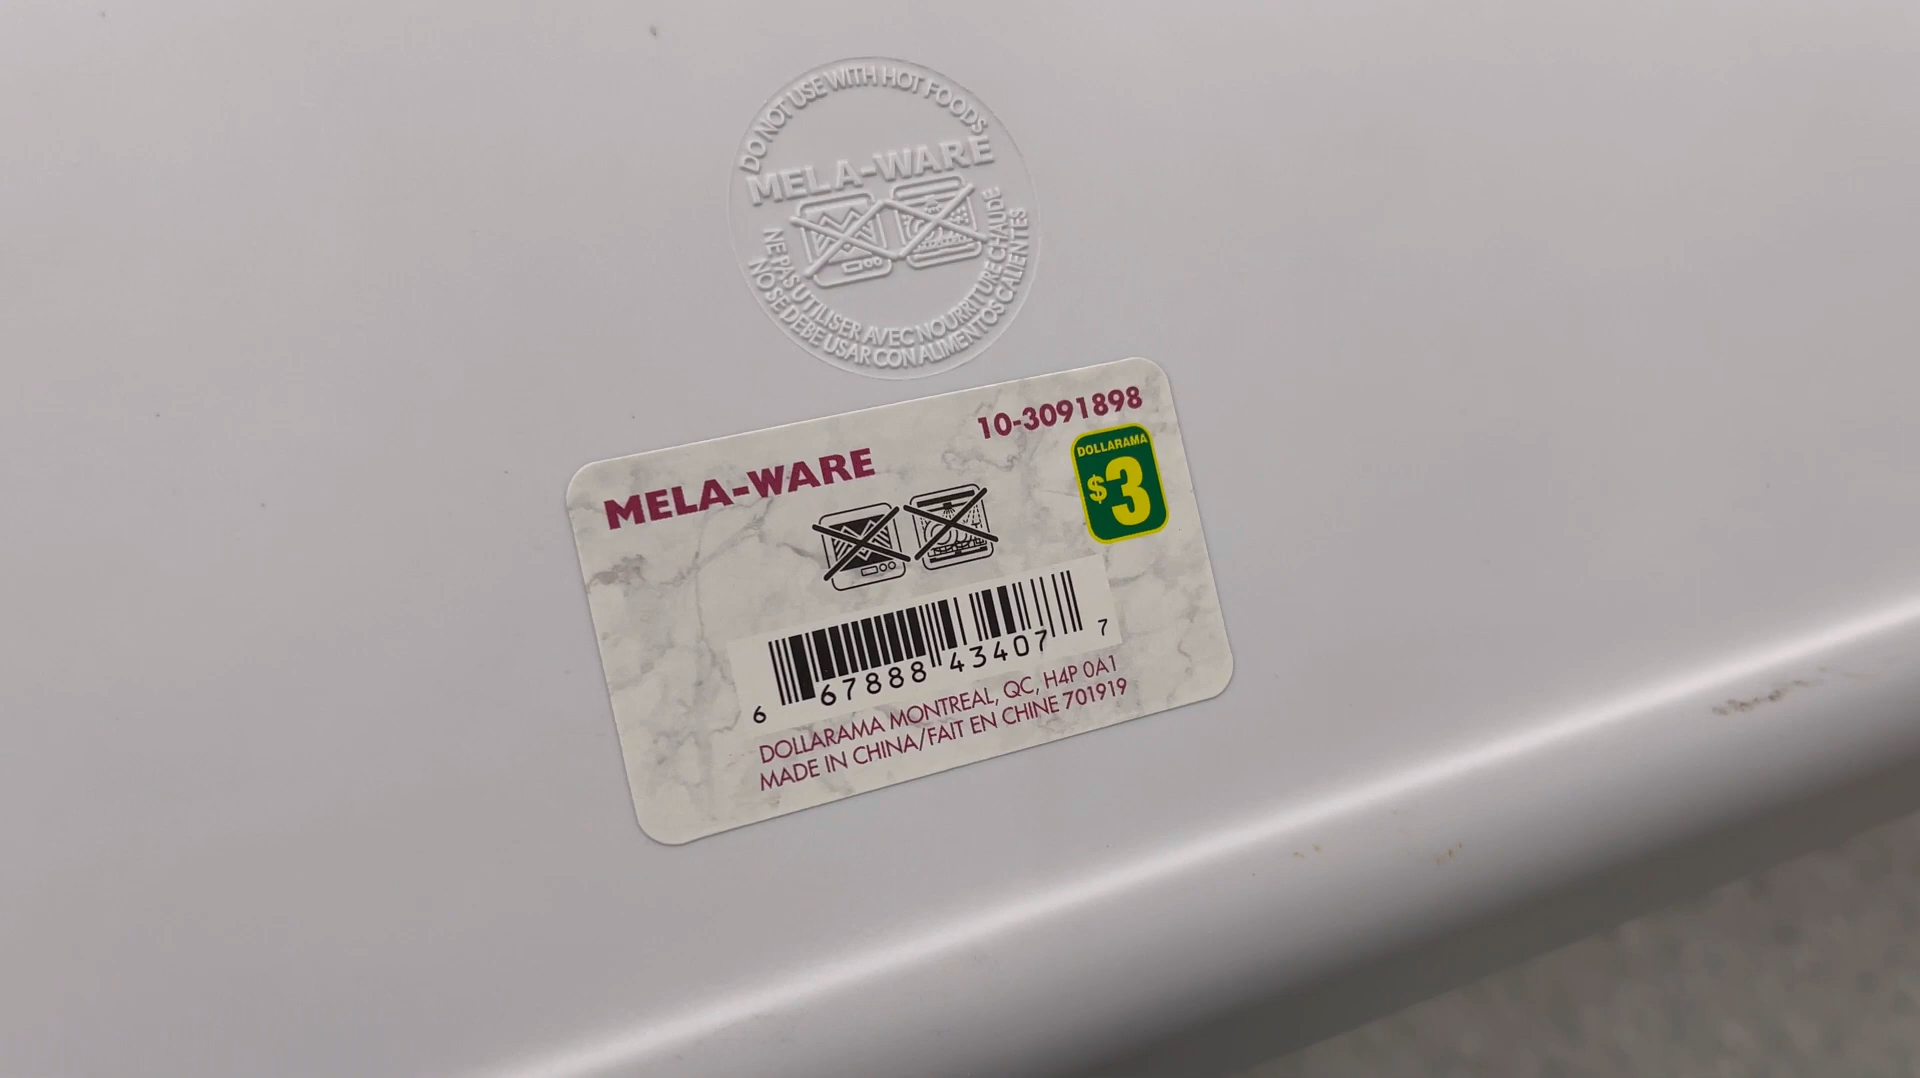 DO NOT USE WITH HOT FOODS
MELA-WARE
NE PAS UTILISER AVEC NOURRITURE CHAUDE
NO SE DEBE USAR CON ALIMENTOS CALIENTES
10-3091898
MELA-WARE
DOLLARAMA
$3
6 67888 43407 7
DOLLARAMA MONTREAL, QC, H4P 0A1
MADE IN CHINA/FAIT EN CHINE 701919